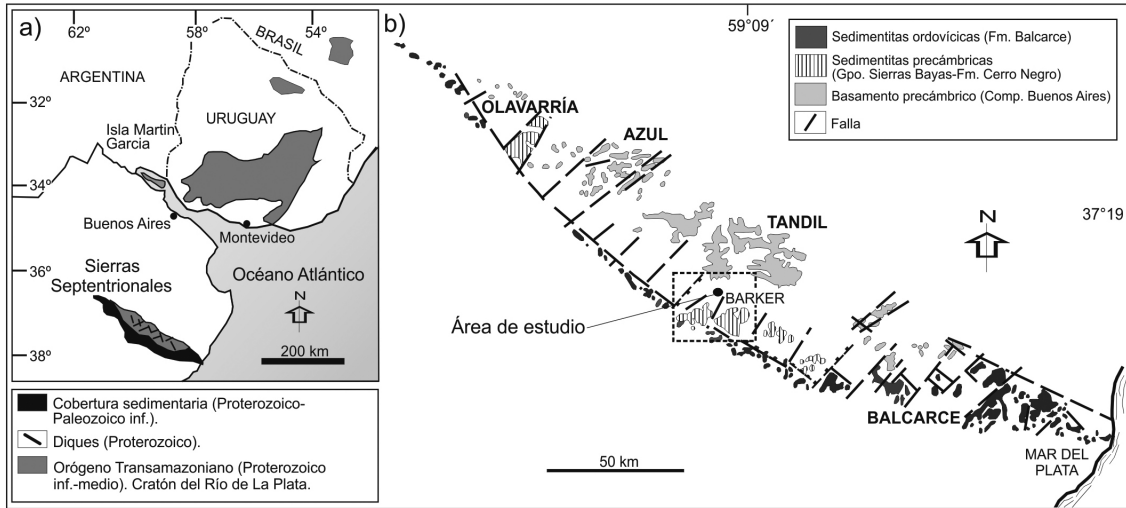 a)
62º
58º
54º
BRASIL
ARGENTINA
32º
URUGUAY
Isla Martin
Garcia
34º
Buenos Aires
Montevideo
36º
Sierras
Septentrionales
Océano Atlántico
N
38º
200 km
Cobertura sedimentaria (Proterozoico-
Paleozoico inf.).
Diques (Proterozoico).
Orógeno Transamazoniano (Proterozoico
inf.-medio). Cratón del Río de La Plata.
b)
59º09´
Sedimentitas ordovícicas (Fm. Balcarce)
Sedimentitas precámbricas
(Gpo. Sierras Bayas-Fm. Cerro Negro)
Basamento precámbrico (Comp. Buenos Aires)
Falla
OLAVARRÍA
AZUL
TANDIL
37°19
N
BARKER
Área de estudio
BALCARCE
MAR DEL
PLATA
50 km